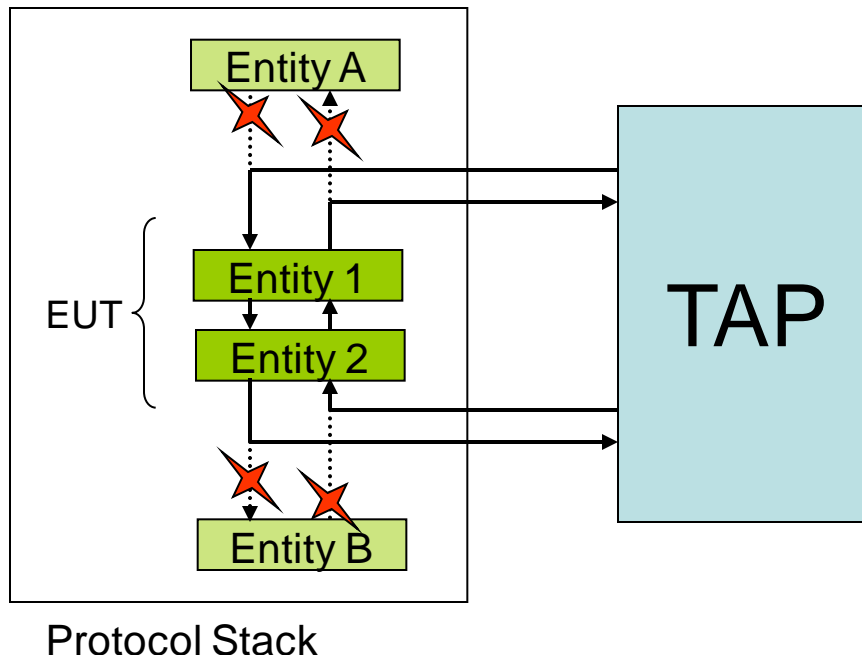 Entity A
Entity 1
EUT
Entity 2
TAP
Entity B
Protocol Stack